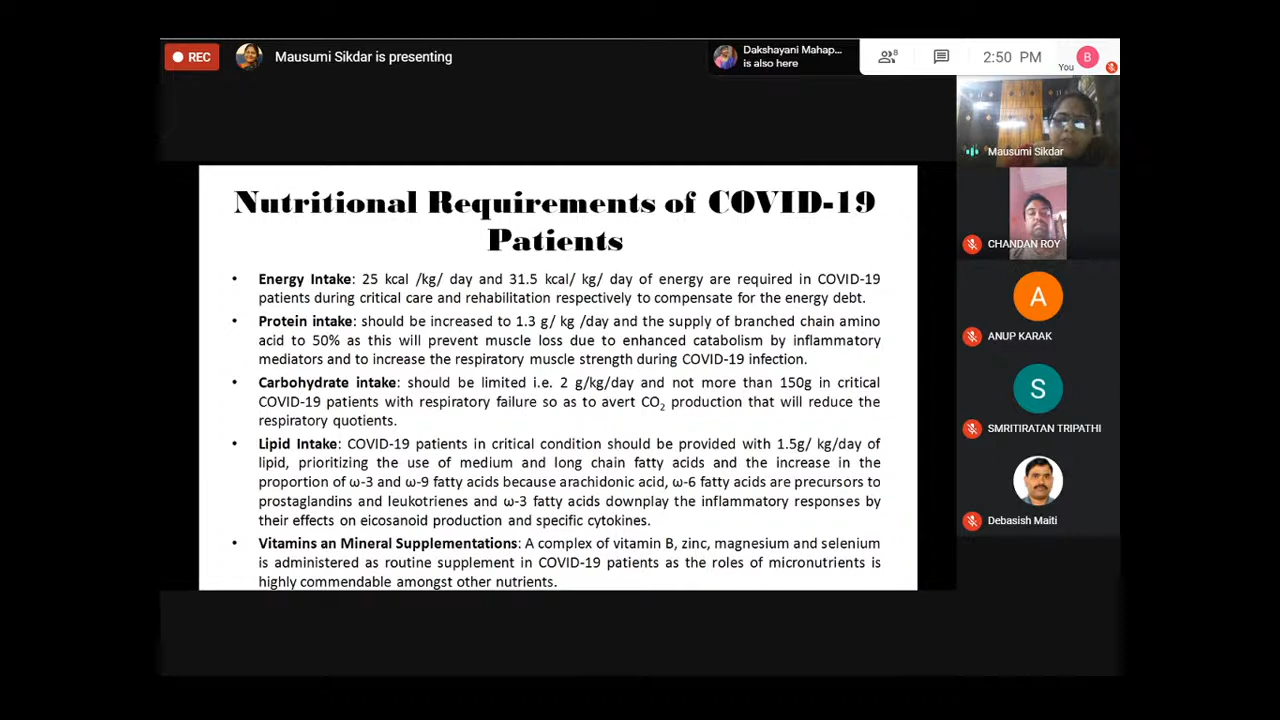 REC
Mausumi Sikdar is presenting
Dakshayani Mahap...
is also here
8
2:50 PM
You
B
Mausumi Sikdar
CHANDAN ROY
A
ANUP KARAK
S
SMRITIRATAN TRIPATHI
Debasish Maiti
Nutritional Requirements of COVID-19
Patients
• Energy Intake: 25 kcal /kg/ day and 31.5 kcal/ kg/ day of energy are required in COVID-19
patients during critical care and rehabilitation respectively to compensate for the energy debt.
• Protein intake: should be increased to 1.3 g/ kg /day and the supply of branched chain amino
acid to 50% as this will prevent muscle loss due to enhanced catabolism by inflammatory
mediators and to increase the respiratory muscle strength during COVID-19 infection.
• Carbohydrate intake: should be limited i.e. 2 g/kg/day and not more than 150g in critical
COVID-19 patients with respiratory failure so as to avert CO₂ production that will reduce the
respiratory quotients.
• Lipid Intake: COVID-19 patients in critical condition should be provided with 1.5g/ kg/day of
lipid, prioritizing the use of medium and long chain fatty acids and the increase in the
proportion of ω-3 and ω-9 fatty acids because arachidonic acid, ω-6 fatty acids are precursors to
prostaglandins and leukotrienes and ω-3 fatty acids downplay the inflammatory responses by
their effects on eicosanoid production and specific cytokines.
• Vitamins an Mineral Supplementations: A complex of vitamin B, zinc, magnesium and selenium
is administered as routine supplement in COVID-19 patients as the roles of micronutrients is
highly commendable amongst other nutrients.